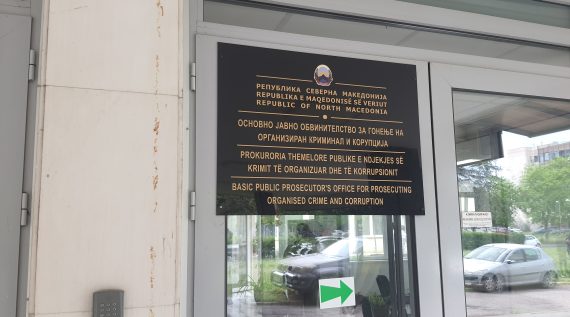 РЕПУБЛИКА СЕВЕРНА МАКЕДОНИЈА
REPUBLIKA E MAQEDONISË SË VERIUT
REPUBLIC OF NORTH MACEDONIA
ОСНОВНО ЈАВНО ОБВИНИТЕЛСТВО ЗА ГОНЕЊЕ НА
ОРГАНИЗИРАН КРИМИНАЛ И КОРУПЦИЈА
PROKURORIA THEMELORE PUBLIKE E NDJEKJES SË
KRIMIT TË ORGANIZUAR DHE TË KORRUPSIONIT
BASIC PUBLIC PROSECUTOR'S OFFICE FOR PROSECUTING
ORGANISED CRIME AND CORRUPTION